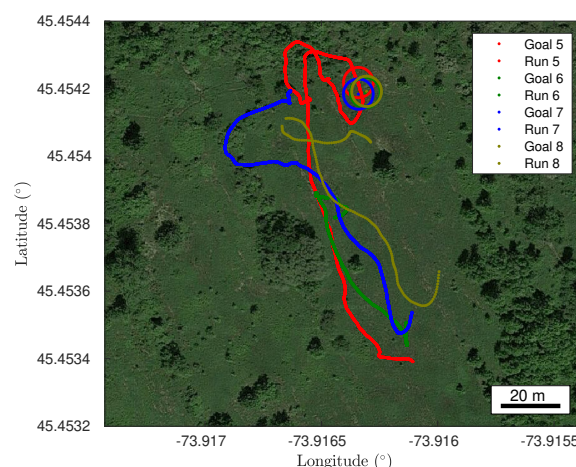 45.4544
45.4542
45.454
45.4538
45.4536
45.4534
45.4532
Latitude (°)
Goal 5
Run 5
Goal 6
Run 6
Goal 7
Run 7
Goal 8
Run 8
20 m
-73.917 -73.9165 -73.916 -73.9155
Longitude (°)